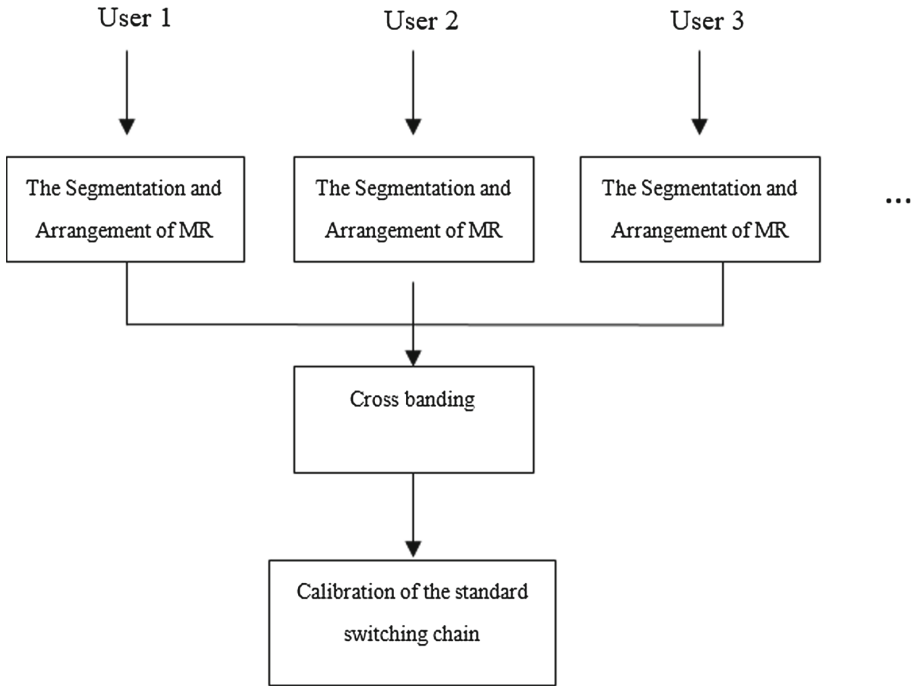 User 1
User 2
User 3
The Segmentation and
Arrangement of MR
The Segmentation and
Arrangement of MR
The Segmentation and
Arrangement of MR
...
Cross banding
Calibration of the standard
switching chain